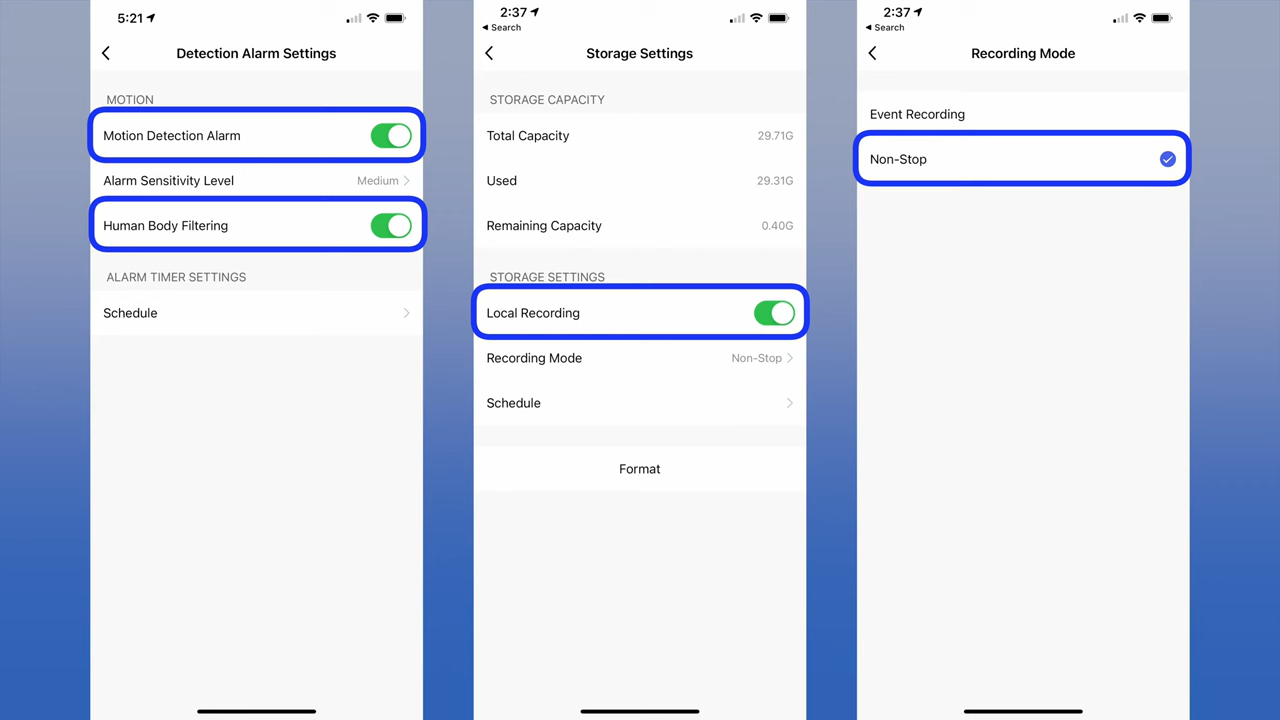 5:21
Detection Alarm Settings
MOTION
Motion Detection Alarm
Alarm Sensitivity Level
Medium
Human Body Filtering
ALARM TIMER SETTINGS
Schedule
2:37
Search
Storage Settings
STORAGE CAPACITY
Total Capacity
29.71G
Used
29.31G
Remaining Capacity
0.40G
STORAGE SETTINGS
Local Recording
Recording Mode
Non-Stop
Schedule
Format
2:37
Search
Recording Mode
Event Recording
Non-Stop